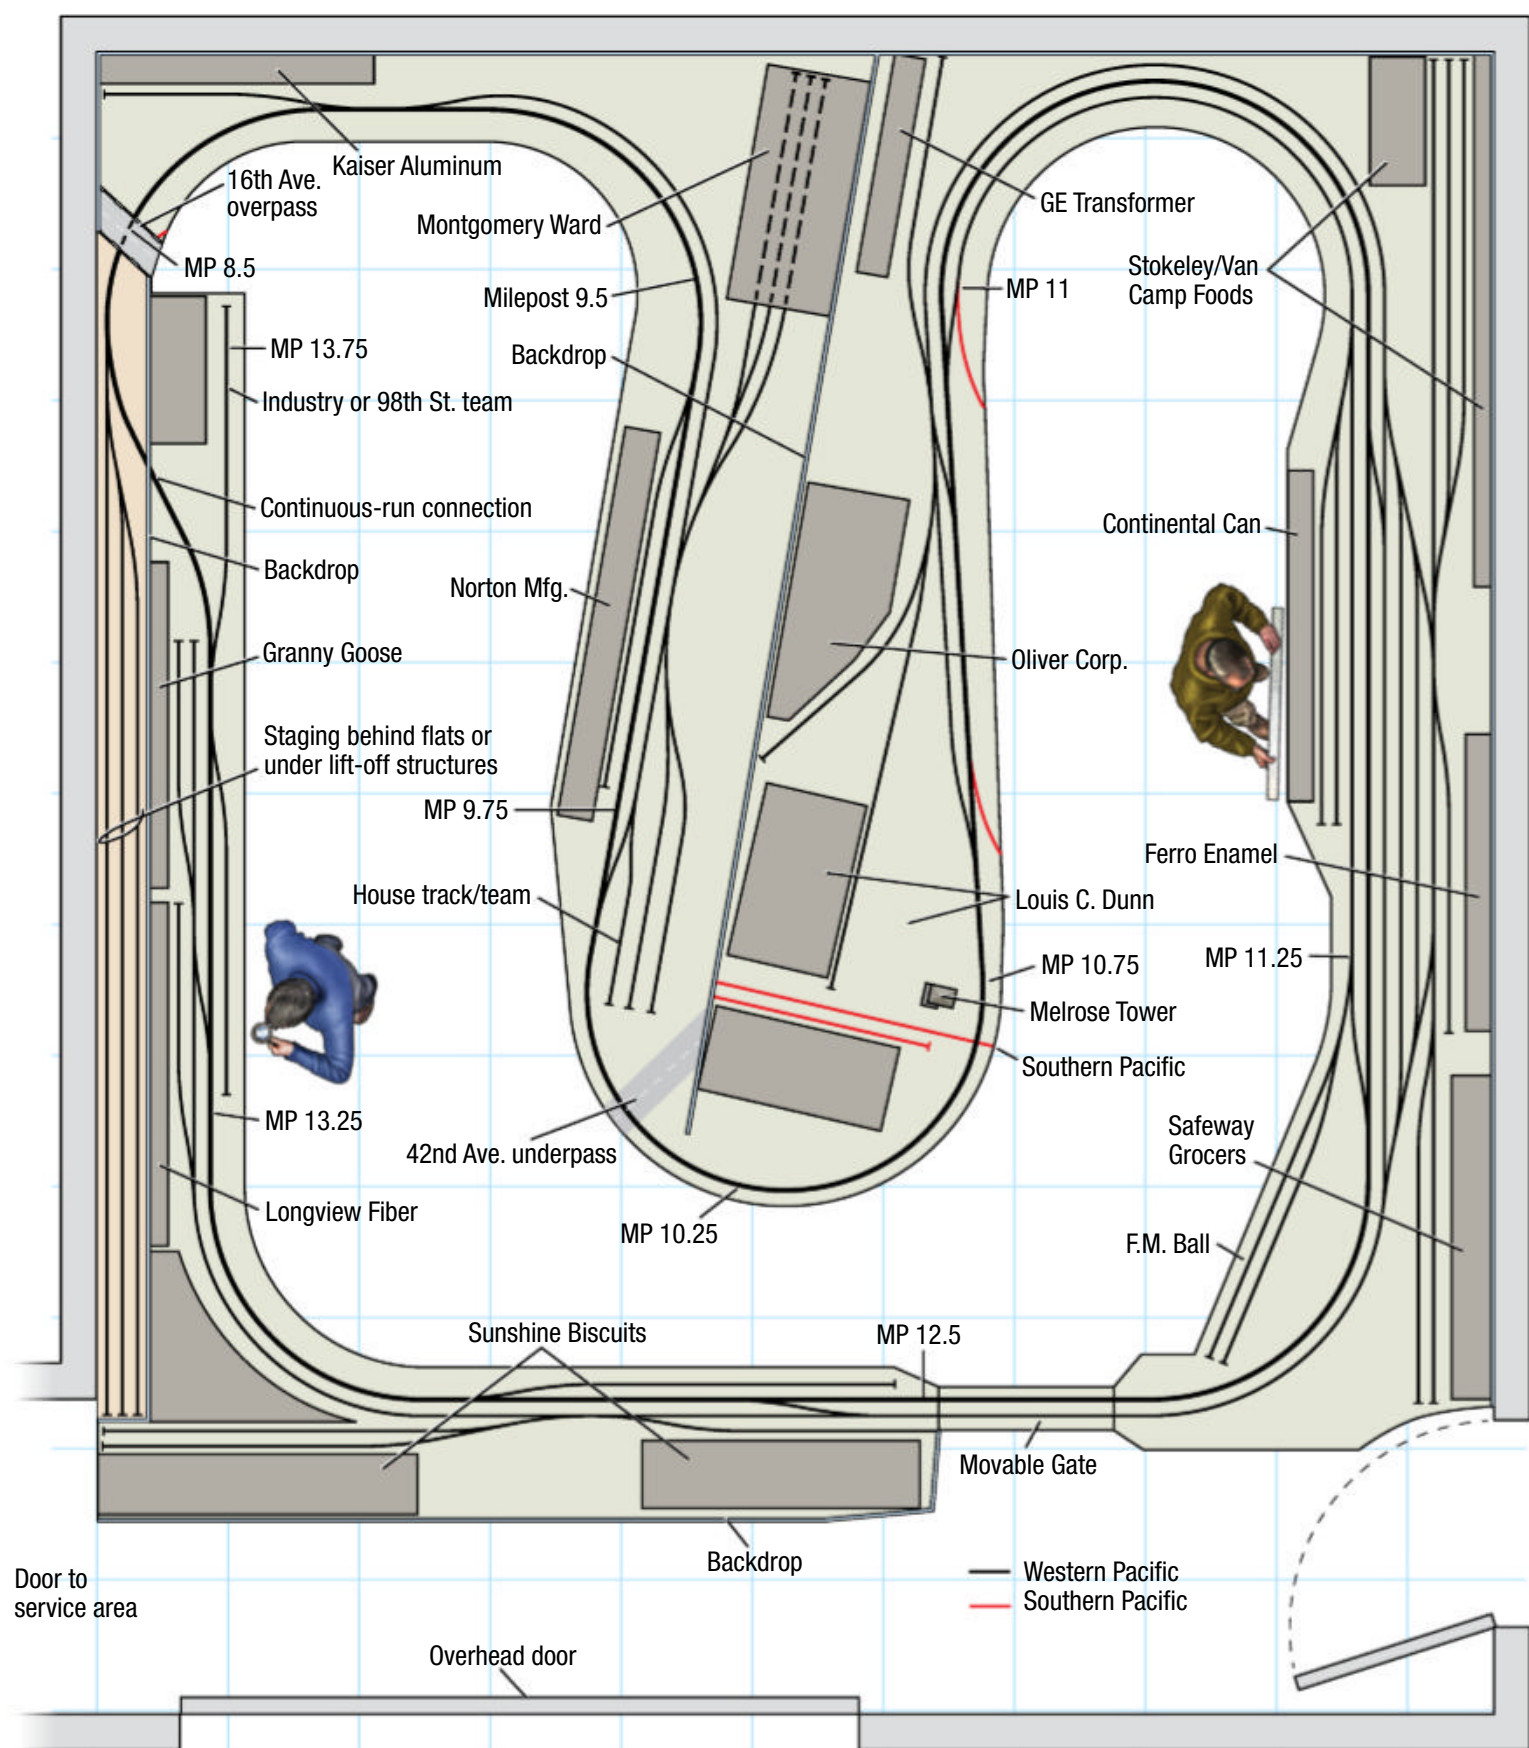 Kaiser Aluminum
16th Ave.
overpass
MP 8.5
Montgomery Ward
Milepost 9.5
Backdrop
GE Transformer
MP 11
Stokeley/Van
Camp Foods
MP 13.75
Industry or 98th St. team
Continuous-run connection
Backdrop
Norton Mfg.
Continental Can
Granny Goose
Oliver Corp.
Staging behind flats or
under lift-off structures
MP 9.75
House track/team
Ferro Enamel
Louis C. Dunn
MP 10.75
MP 11.25
Melrose Tower
Southern Pacific
MP 13.25
42nd Ave. underpass
Safeway
Grocers
Longview Fiber
MP 10.25
F.M. Ball
Sunshine Biscuits
MP 12.5
Movable Gate
Backdrop
Western Pacific
Southern Pacific
Door to
service area
Overhead door